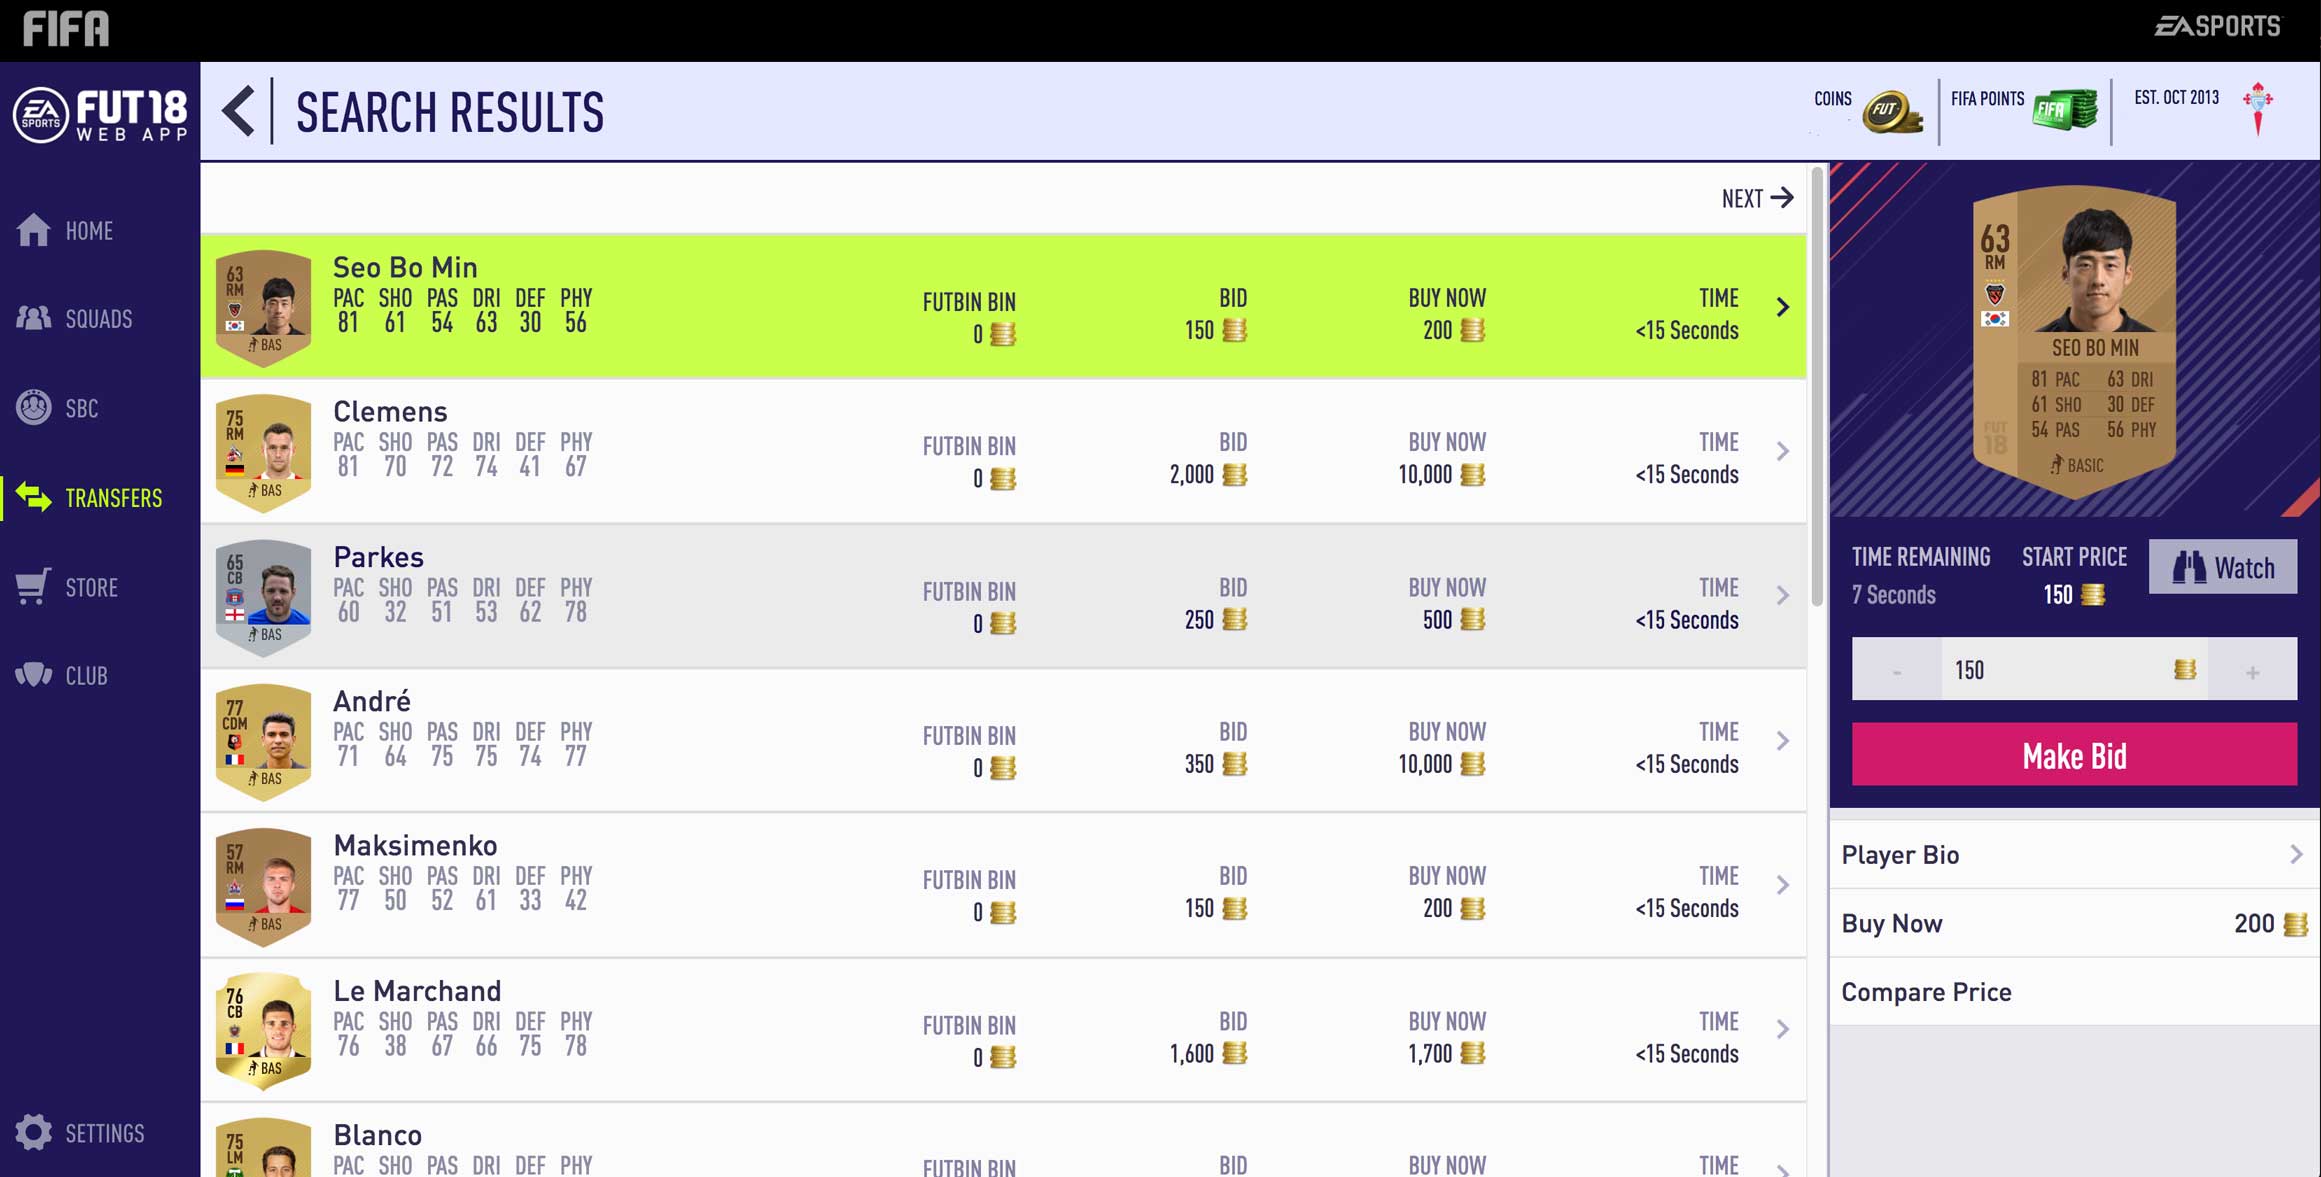 FIFA
EA SPORTS
EA SPORTS FUT18
WEB APP
SEARCH RESULTS
COINS
FUT
FIFA POINTS
FIFA
EST. OCT 2013
HOME
SQUADS
SBC
TRANSFERS
STORE
CLUB
SETTINGS
NEXT
63
RM
BAS
Seo Bo Min
PAC SHO PAS DRI DEF PHY
81 61 54 63 30 56
FUTBIN BIN
0
BID
150
BUY NOW
200
TIME
<15 Seconds
75
RM
BAS
Clemens
PAC SHO PAS DRI DEF PHY
81 70 72 74 41 67
FUTBIN BIN
0
BID
2,000
BUY NOW
10,000
TIME
<15 Seconds
65
CB
BAS
Parkes
PAC SHO PAS DRI DEF PHY
60 32 51 53 62 78
FUTBIN BIN
0
BID
250
BUY NOW
500
TIME
<15 Seconds
77
CDM
BAS
André
PAC SHO PAS DRI DEF PHY
71 64 75 75 74 77
FUTBIN BIN
0
BID
350
BUY NOW
10,000
TIME
<15 Seconds
57
RM
BAS
Maksimenko
PAC SHO PAS DRI DEF PHY
77 50 52 61 33 42
FUTBIN BIN
0
BID
150
BUY NOW
200
TIME
<15 Seconds
76
CB
BAS
Le Marchand
PAC SHO PAS DRI DEF PHY
76 38 67 66 75 78
FUTBIN BIN
0
BID
1,600
BUY NOW
1,700
TIME
<15 Seconds
75
LM
Blanco
PAC SHO PAS DRI DEF PHY
FUTBIN BIN
BID
BUY NOW
TIME
63
RM
SEO BO MIN
81 PAC 63 DRI
61 SHO 30 DEF
54 PAS 56 PHY
FUT
18
BASIC
TIME REMAINING
7 Seconds
START PRICE
150
Watch
- 150 +
Make Bid
Player Bio
Buy Now 200
Compare Price